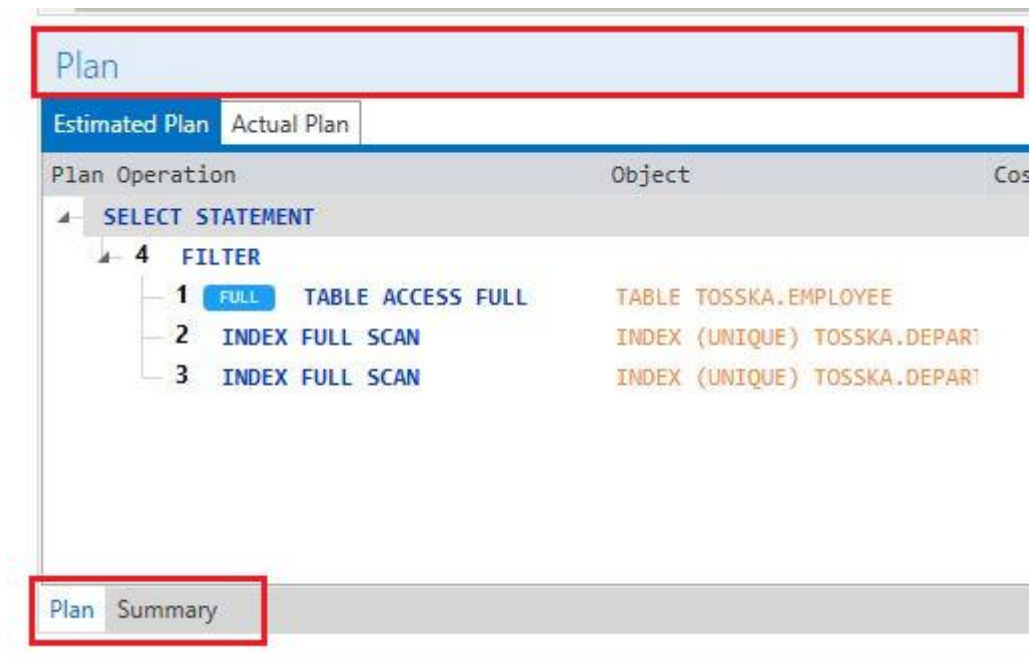 Plan
Estimated Plan Actual Plan
Plan Operation Object Cos
SELECT STATEMENT
4 FILTER
1 FULL TABLE ACCESS FULL TABLE TOSSKA.EMPLOYEE
2 INDEX FULL SCAN INDEX (UNIQUE) TOSSKA.DEPART
3 INDEX FULL SCAN INDEX (UNIQUE) TOSSKA.DEPART
Plan Summary